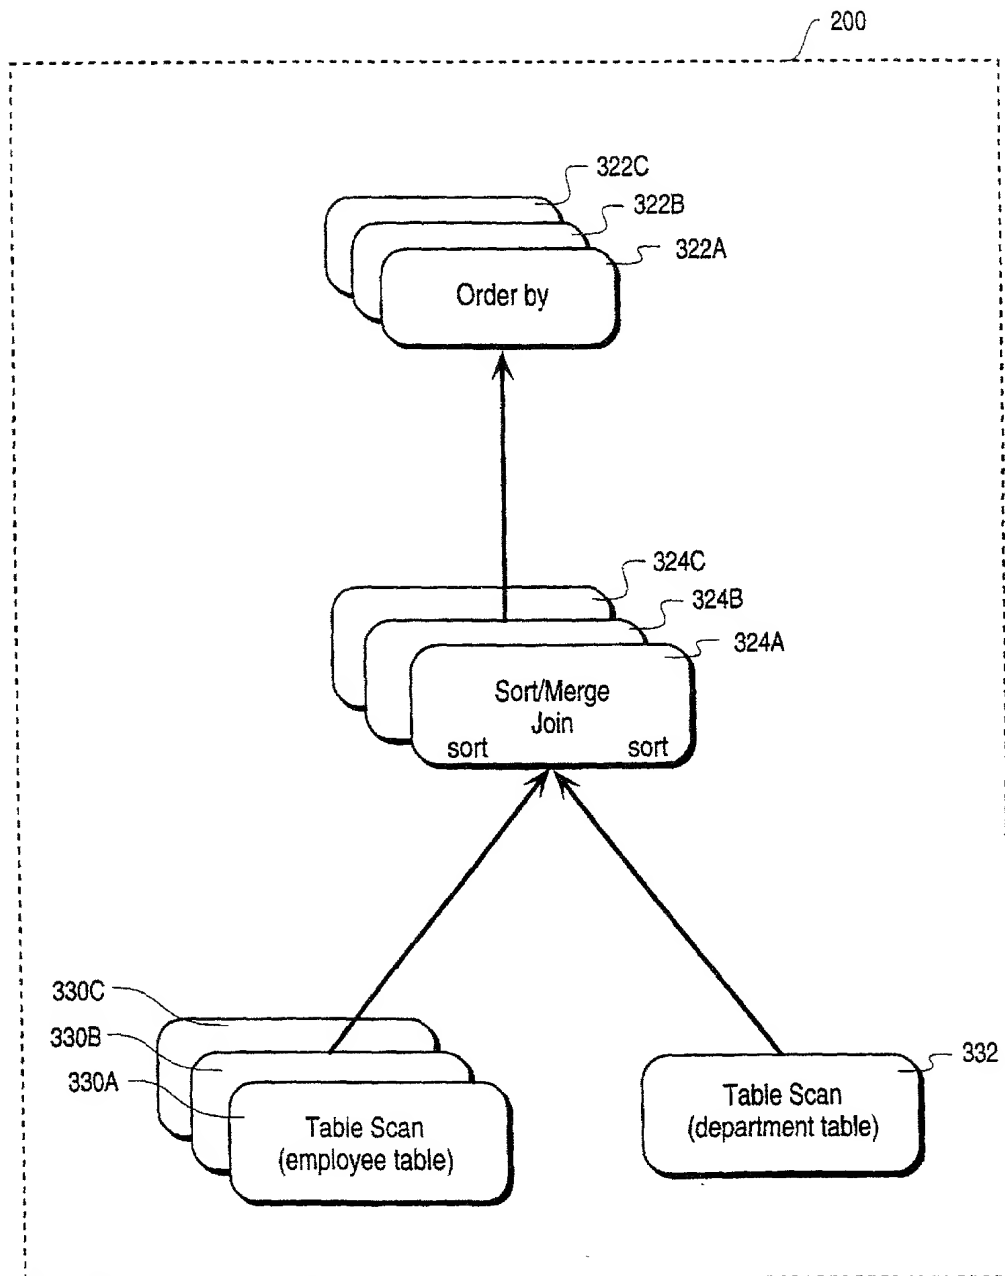 200
322C
322B
322A
Order by
324C
324B
324A
Sort/Merge
Join
sort sort
330C
330B
330A
Table Scan
(employee table)
332
Table Scan
(department table)